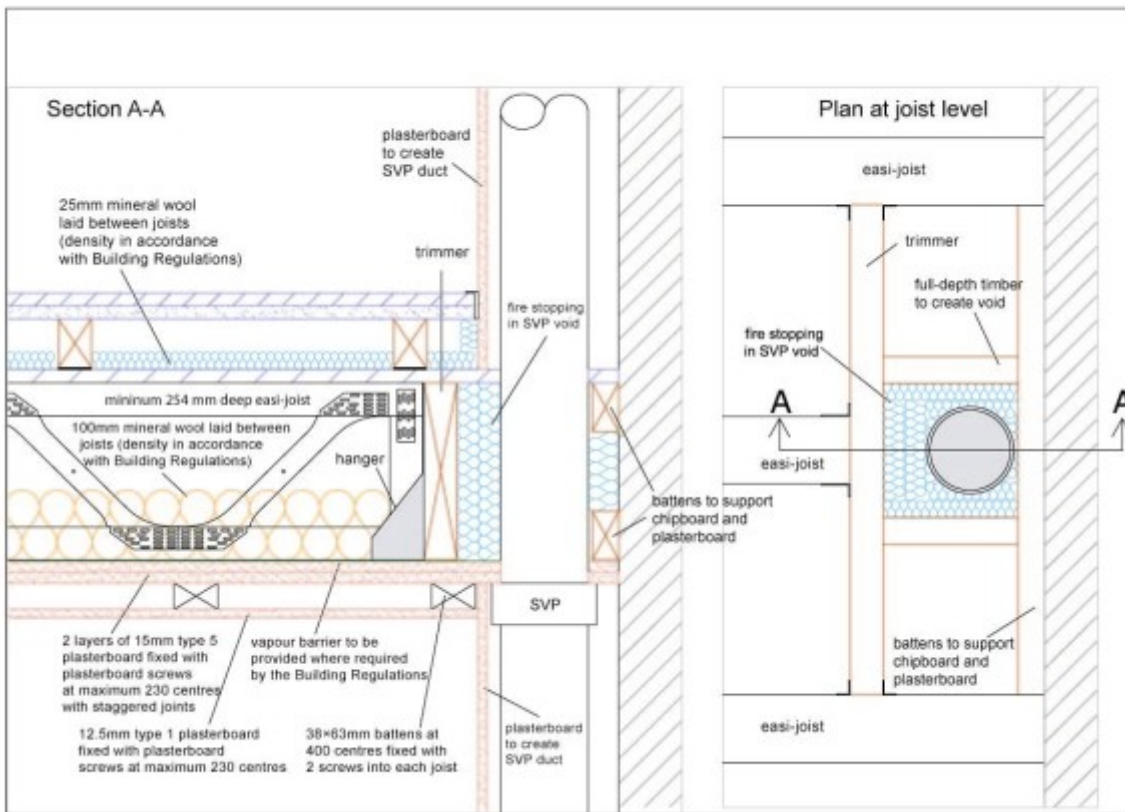 Section A-A
plasterboard
to create
SVP duct
25mm mineral wool
laid between joists
(density in accordance
with Building Regulations)
trimmer
fire stopping
in SVP void
mininum 254 mm deep easi-joist
100mm mineral wool laid between
joists (density in accordance
with Building Regulations)
hanger
battens to support
chipboard and
plasterboard
SVP
2 layers of 15mm type 5
plasterboard fixed with
plasterboard screws
at maximum 230 centres
with staggered joints
vapour barrier to be
provided where required
by the Building Regulations
12.5mm type 1 plasterboard
fixed with plasterboard
screws at maximum 230 centres
38×63mm battens at
400 centres fixed with
2 screws into each joist
plasterboard
to create
SVP duct
Plan at joist level
easi-joist
trimmer
full-depth timber
to create void
fire stopping
in SVP void
A
A
easi-joist
battens to support
chipboard and
plasterboard
easi-joist